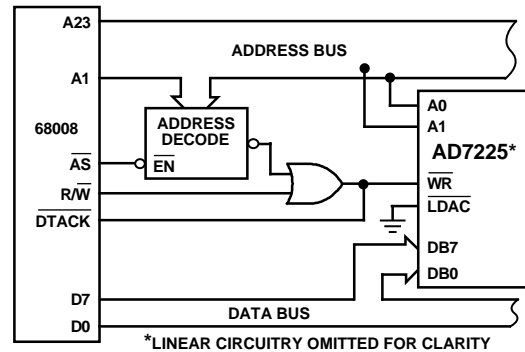 A23
ADDRESS BUS
A1
A0
68008
ADDRESS
DECODE
A1
AD7225*
AS
EN
R/W
WR
DTACK
LDAC
DB7
DB0
D7
DATA BUS
D0
*LINEAR CIRCUITRY OMITTED FOR CLARITY